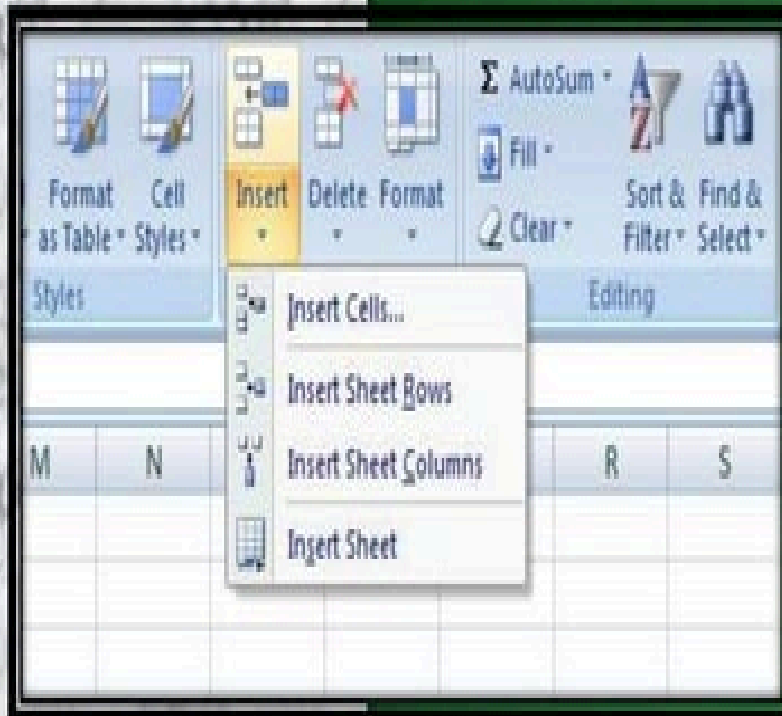 Format
as Table
Cell
Styles
Insert
Delete
Format
Σ AutoSum
Fill
Clear
Sort &
Filter
Find &
Select
Styles
Editing
Insert Cells...
Insert Sheet Rows
Insert Sheet Columns
Insert Sheet
M N R S